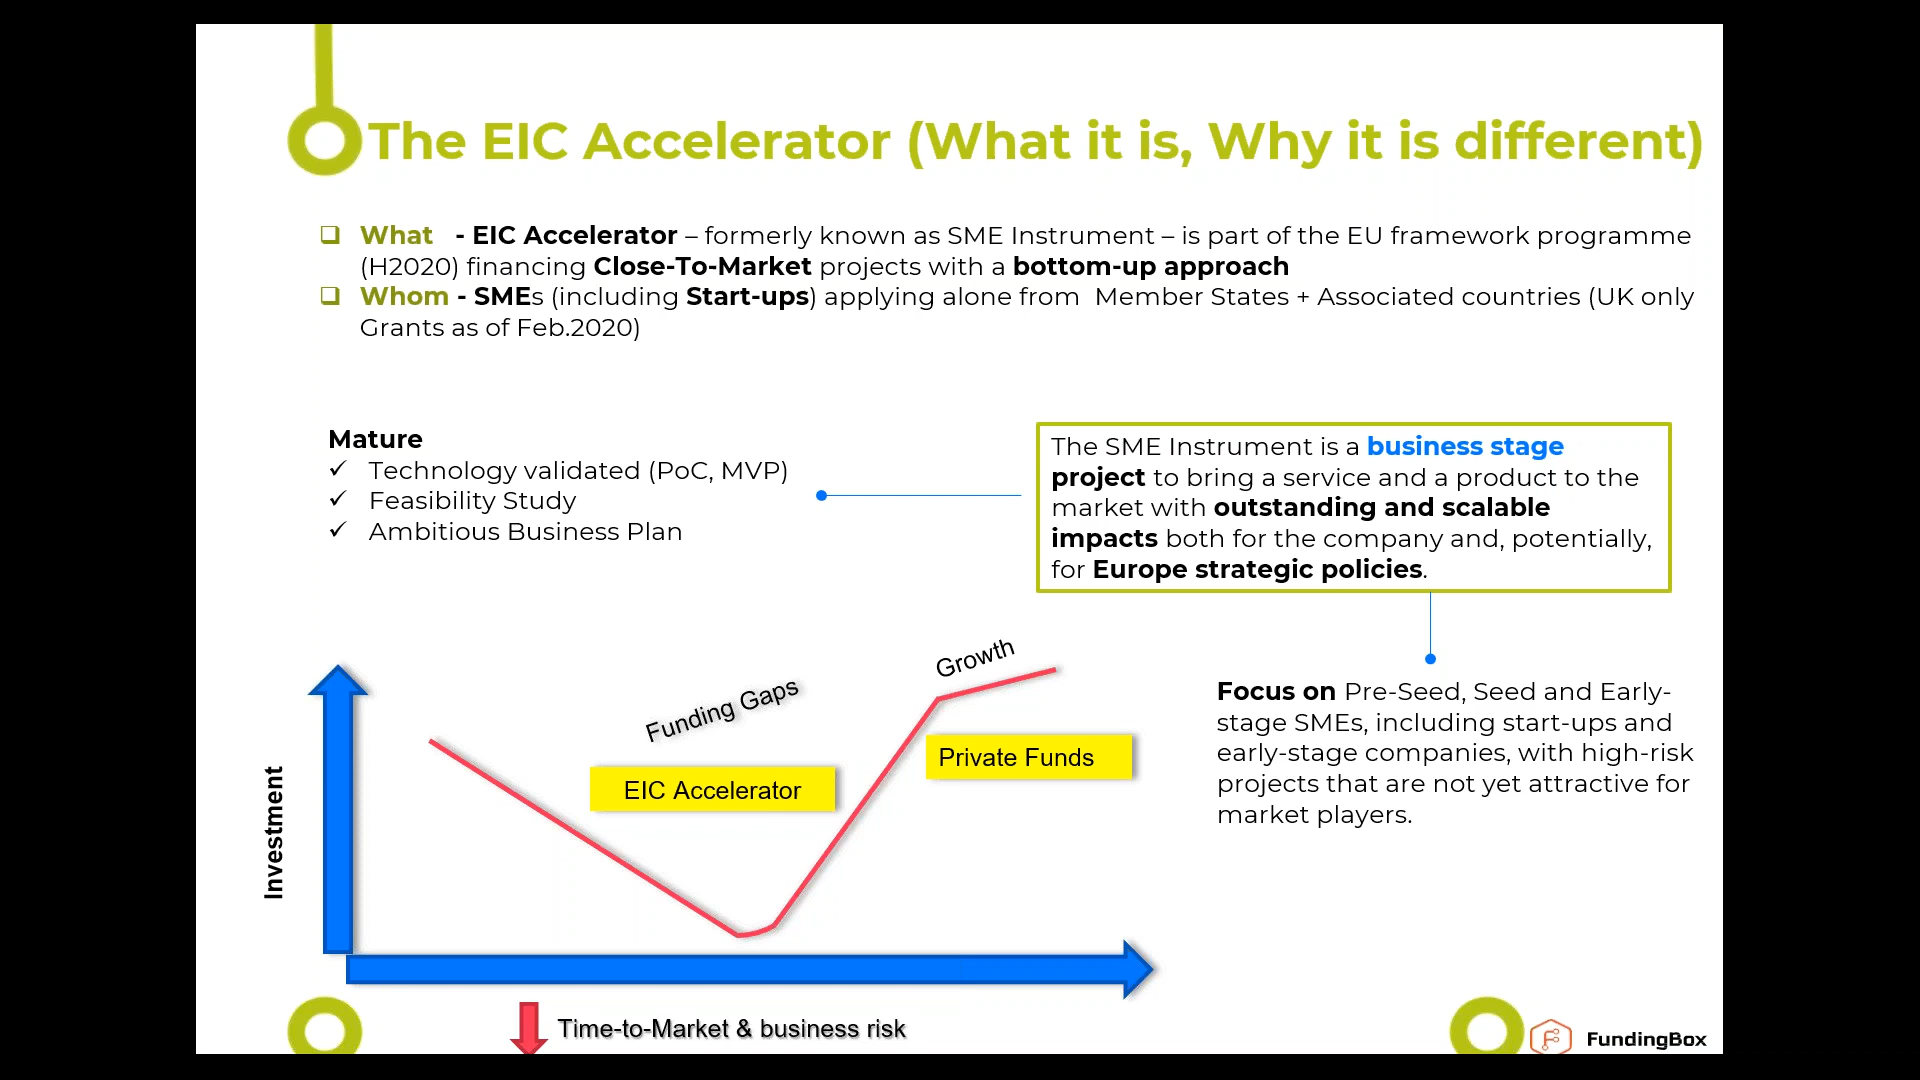 The EIC Accelerator (What it is, Why it is different)
What - EIC Accelerator – formerly known as SME Instrument – is part of the EU framework programme
(H2020) financing Close-To-Market projects with a bottom-up approach
Whom - SMEs (including Start-ups) applying alone from Member States + Associated countries (UK only
Grants as of Feb.2020)
Mature
Technology validated (PoC, MVP)
Feasibility Study
Ambitious Business Plan
The SME Instrument is a business stage
project to bring a service and a product to the
market with outstanding and scalable
impacts both for the company and, potentially,
for Europe strategic policies.
Focus on Pre-Seed, Seed and Early-
stage SMEs, including start-ups and
early-stage companies, with high-risk
projects that are not yet attractive for
market players.
Investment
Funding Gaps
Growth
EIC Accelerator
Private Funds
Time-to-Market & business risk
FundingBox